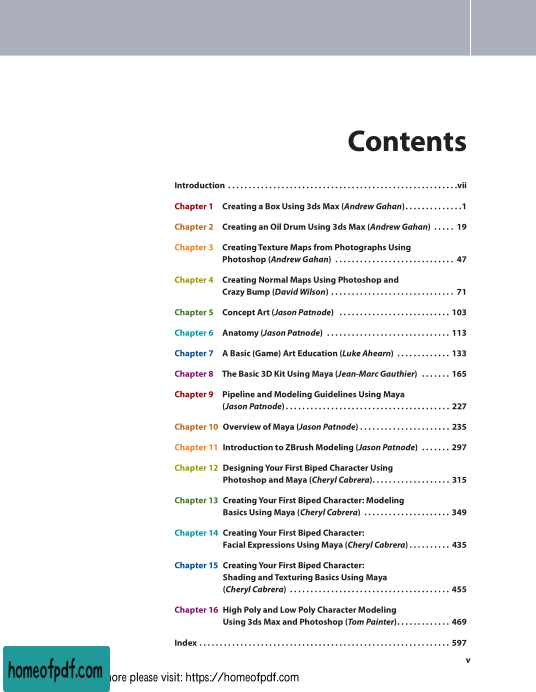 Contents
Introduction . . . . . . . . . . . . . . . . . . . . . . . . . . . . . . . . . . . . . . . . . . . . . . . . . . . . . . . .vii
Chapter 1 Creating a Box Using 3ds Max (Andrew Gahan). . . . . . . . . . . . . .1
Chapter 2 Creating an Oil Drum Using 3ds Max (Andrew Gahan) . . . . . 19
Chapter 3 Creating Texture Maps from Photographs Using
Photoshop (Andrew Gahan) . . . . . . . . . . . . . . . . . . . . . . . . . . . . . 47
Chapter 4 Creating Normal Maps Using Photoshop and
Crazy Bump (David Wilson) . . . . . . . . . . . . . . . . . . . . . . . . . . . . . . 71
Chapter 5 Concept Art (Jason Patnode) . . . . . . . . . . . . . . . . . . . . . . . . . . . 103
Chapter 6 Anatomy (Jason Patnode) . . . . . . . . . . . . . . . . . . . . . . . . . . . . . . 113
Chapter 7 A Basic (Game) Art Education (Luke Ahearn) . . . . . . . . . . . . . 133
Chapter 8 The Basic 3D Kit Using Maya (Jean-Marc Gauthier) . . . . . . . 165
Chapter 9 Pipeline and Modeling Guidelines Using Maya
(Jason Patnode). . . . . . . . . . . . . . . . . . . . . . . . . . . . . . . . . . . . . . . . 227
Chapter 10 Overview of Maya (Jason Patnode) . . . . . . . . . . . . . . . . . . . . . . 235
Chapter 11 Introduction to ZBrush Modeling (Jason Patnode) . . . . . . . 297
Chapter 12 Designing Your First Biped Character Using
Photoshop and Maya (Cheryl Cabrera). . . . . . . . . . . . . . . . . . . 315
Chapter 13 Creating Your First Biped Character: Modeling
Basics Using Maya (Cheryl Cabrera) . . . . . . . . . . . . . . . . . . . . . 349
Chapter 14 Creating Your First Biped Character:
Facial Expressions Using Maya (Cheryl Cabrera) . . . . . . . . . . 435
Chapter 15 Creating Your First Biped Character:
Shading and Texturing Basics Using Maya
(Cheryl Cabrera) . . . . . . . . . . . . . . . . . . . . . . . . . . . . . . . . . . . . . . . 455
Chapter 16 High Poly and Low Poly Character Modeling
Using 3ds Max and Photoshop (Tom Painter). . . . . . . . . . . . . 469
Index . . . . . . . . . . . . . . . . . . . . . . . . . . . . . . . . . . . . . . . . . . . . . . . . . . . . . . . . . . . . . 597
v
homeofpdf.com
ore please visit: https://homeofpdf.com